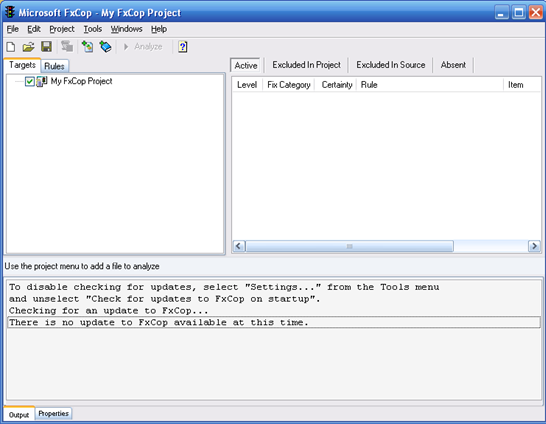 Microsoft FxCop - My FxCop Project
File Edit Project Tools Windows Help
Analyze
Targets Rules
My FxCop Project
Active Excluded In Project Excluded In Source Absent
Level Fix Category Certainty Rule Item
Use the project menu to add a file to analyze
To disable checking for updates, select "Settings..." from the Tools menu
and unselect "Check for updates to FxCop on startup".
Checking for an update to FxCop...
There is no update to FxCop available at this time.
Output Properties